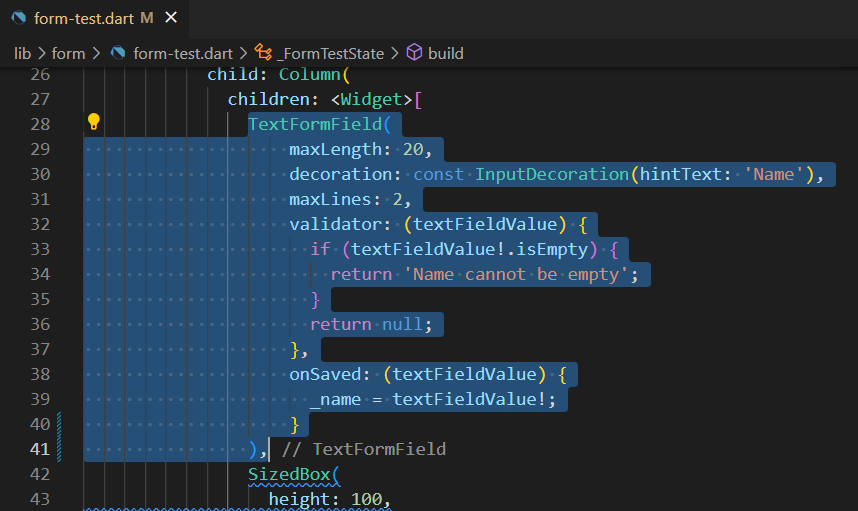 form-test.dart M ×
lib > form > form-test.dart > _FormTestState > build
26 child: Column(
27 children: <Widget>[
28 TextFormField(
29 maxLength: 20,
30 decoration: const InputDecoration(hintText: 'Name'),
31 maxLines: 2,
32 validator: (textFieldValue) {
33 if (textFieldValue!.isEmpty) {
34 return 'Name cannot be empty';
35 }
36 return null;
37 },
38 onSaved: (textFieldValue) {
39 _name = textFieldValue!;
40 }
41 ), // TextFormField
42 SizedBox(
43 height: 100,